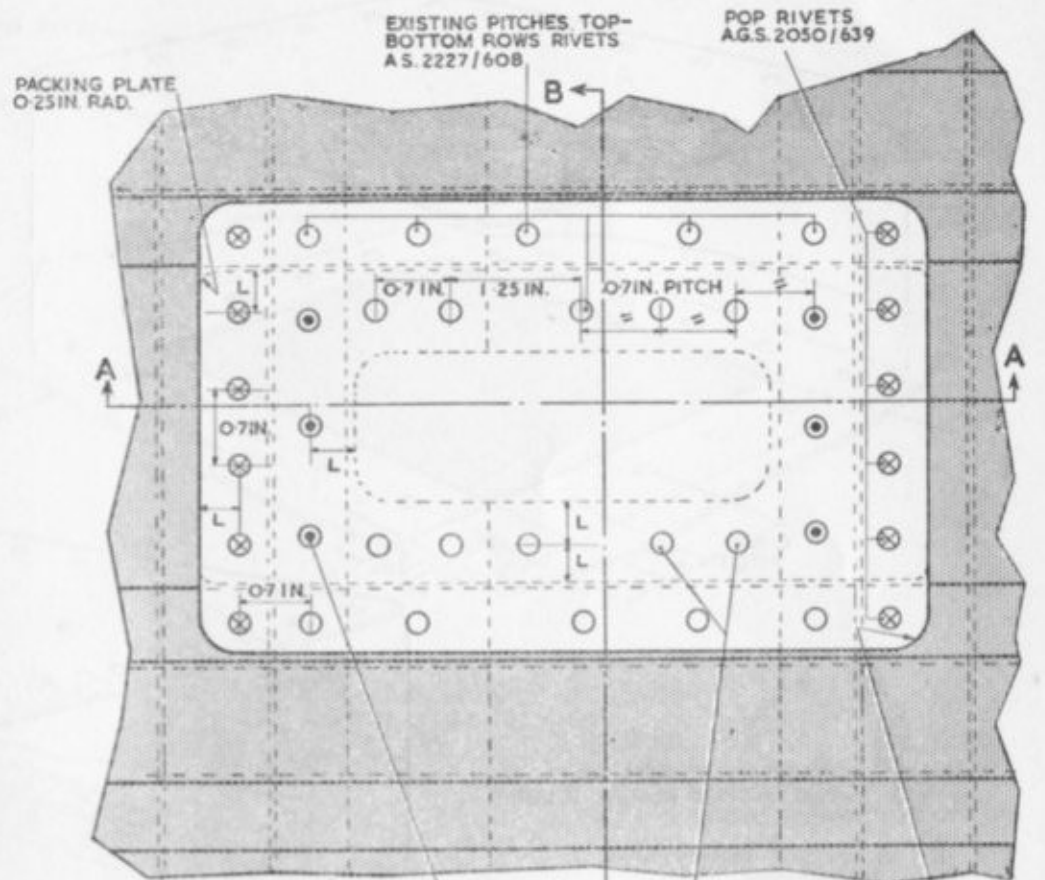 EXISTING PITCHES TOP-
BOTTOM ROWS RIVETS
A S. 2227/608
POP RIVETS
A.G.S. 2050/639
PACKING PLATE
0·25 IN. RAD.
B
L
0·7 IN.
1·25 IN.
0·7 IN. PITCH
A
A
0·7 IN.
L
L
L
L
0·7 IN.